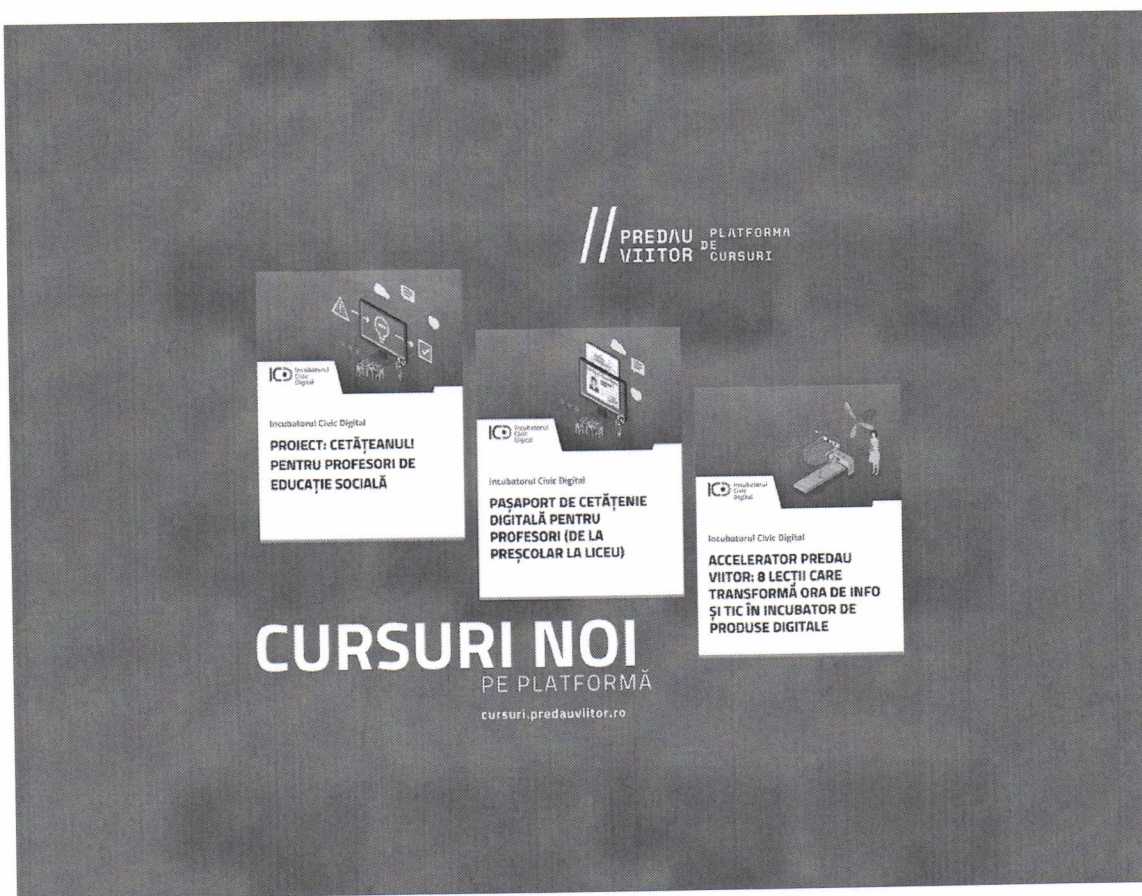 PREDAU
VIITOR
PLATFORMA
DE
CURSURI
Incubatorul
Civic
Digital
Incubatorul Civic Digital
PROIECT: CETĂȚEANUL!
PENTRU PROFESORI DE
EDUCAȚIE SOCIALĂ
Incubatorul
Civic
Digital
Incubatorul Civic Digital
PAȘAPORT DE CETĂȚENIE
DIGITALĂ PENTRU
PROFESORI (DE LA
PREȘCOLAR LA LICEU)
Incubatorul
Civic
Digital
Incubatorul Civic Digital
ACCELERATOR PREDAU
VIITOR: 8 LECȚII CARE
TRANSFORMĂ ORA DE INFO
ȘI TIC ÎN INCUBATOR DE
PRODUSE DIGITALE
CURSURI NOI
PE PLATFORMĂ
cursuri.predauviitor.ro